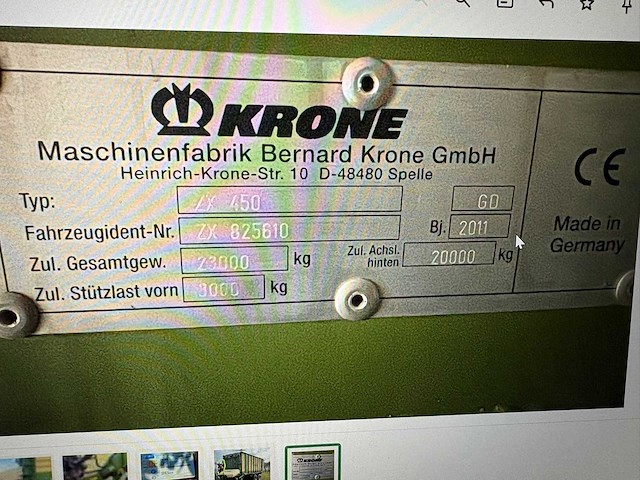 KRONE
Maschinenfabrik Bernard Krone GmbH
Heinrich-Krone-Str. 10 D-48480 Spelle
Typ: ZX 450 GD
Fahrzeugident-Nr. ZX 825610 Bj. 2011
Zul. Gesamtgew. 23000 kg Zul. Achsl. hinten 20000 kg
Zul. Stützlast vorn 3000 kg
CE
Made in
Germany